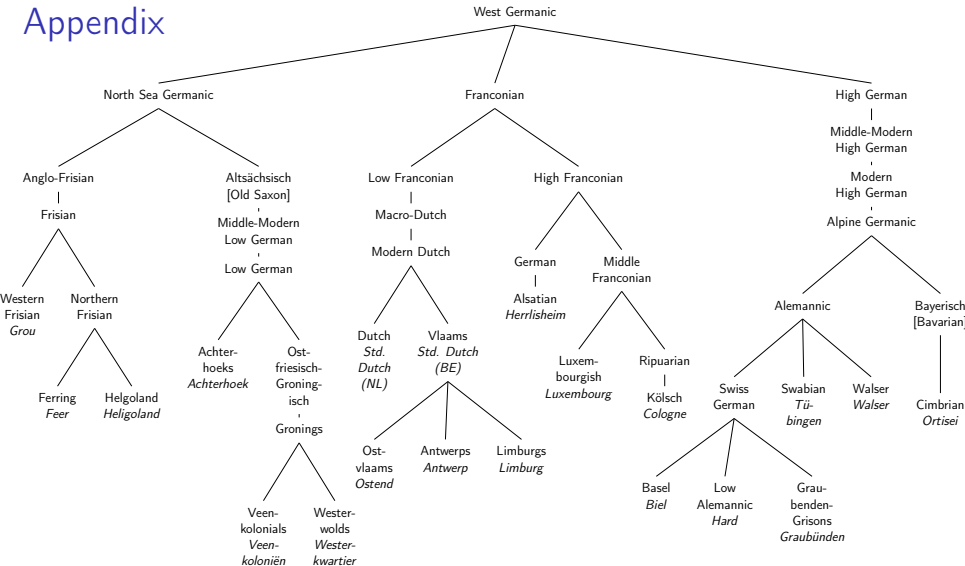 Appendix
West Germanic
North Sea Germanic
Franconian
High German
Middle-Modern
High German
Modern
High German
Alpine Germanic
Anglo-Frisian
Frisian
Altsächsisch
[Old Saxon]
Middle-Modern
Low German
Low German
Low Franconian
Macro-Dutch
Modern Dutch
High Franconian
German
Alsatian
Herrlisheim
Middle
Franconian
Western
Frisian
Grou
Northern
Frisian
Ferring
Feer
Helgoland
Heligoland
Achter-
hoeks
Achterhoek
Ost-
friesisch-
Groning-
isch
Gronings
Veen-
kolonials
Veen-
koloniën
Wester-
wolds
Wester-
kwartier
Dutch
Std.
Dutch
(NL)
Vlaams
Std. Dutch
(BE)
Ost-
vlaams
Ostend
Antwerps
Antwerp
Limburgs
Limburg
Luxem-
bourgish
Luxembourg
Ripuarian
Kölsch
Cologne
Alemannic
Bayerisch
[Bavarian]
Swiss
German
Swabian
Tü-
bingen
Walser
Walser
Cimbrian
Ortisei
Basel
Biel
Low
Alemannic
Hard
Grau-
benden-
Grisons
Graubünden